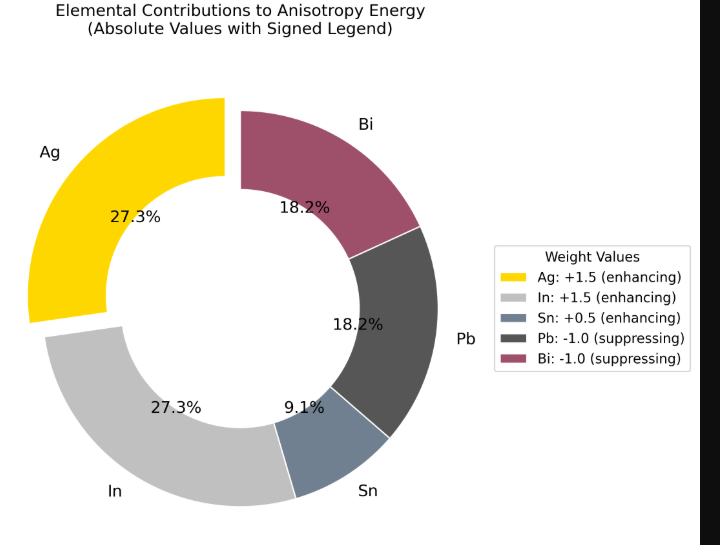 Elemental Contributions to Anisotropy Energy
(Absolute Values with Signed Legend)
Bi
Ag
18.2%
27.3%
Weight Values
Ag: +1.5 (enhancing)
In: +1.5 (enhancing)
Sn: +0.5 (enhancing)
Pb: -1.0 (suppressing)
Bi: -1.0 (suppressing)
18.2%
Pb
27.3%
9.1%
In
Sn